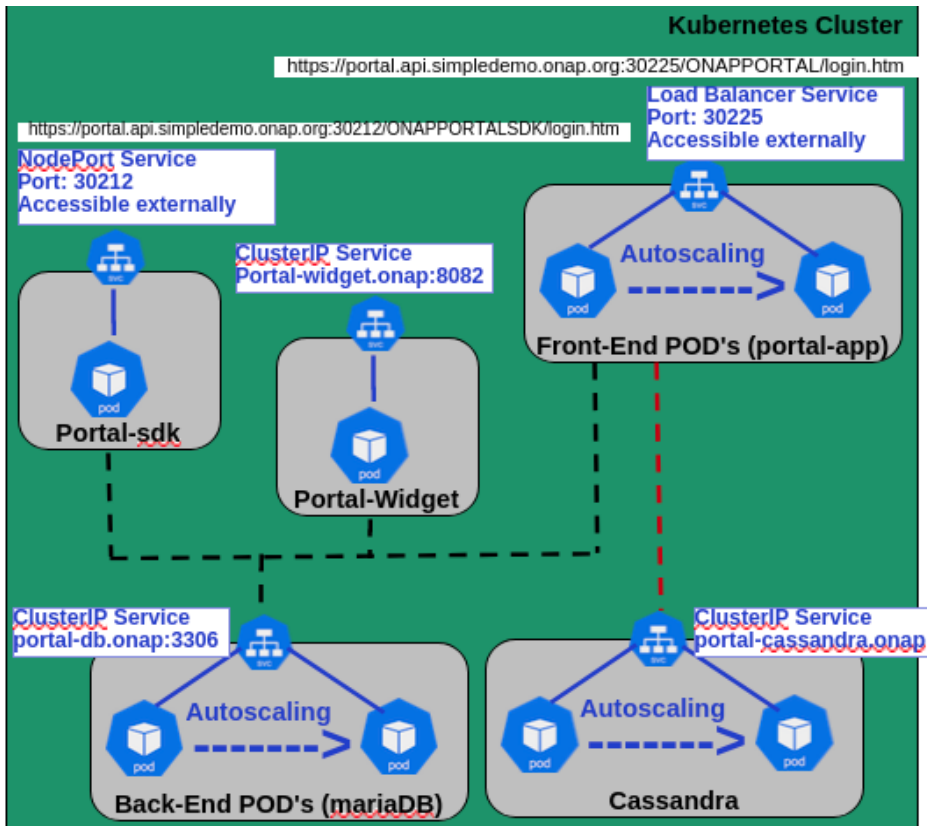 Kubernetes Cluster
https://portal.api.simpledemo.onap.org:30225/ONAPPORTAL/login.htm
Load Balancer Service
Port: 30225
Accessible externally
https://portal.api.simpledemo.onap.org:30212/ONAPPORTALSDK/login.htm
NodePort Service
Port: 30212
Accessible externally
svc
ClusterIP Service
Portal-widget.onap:8082
svc
Autoscaling
pod
pod
Front-End POD's (portal-app)
svc
pod
Portal-sdk
svc
pod
Portal-Widget
ClusterIP Service
portal-db.onap:3306
svc
Autoscaling
pod
pod
Back-End POD's (mariaDB)
ClusterIP Service
portal-cassandra.onap
svc
Autoscaling
pod
pod
Cassandra